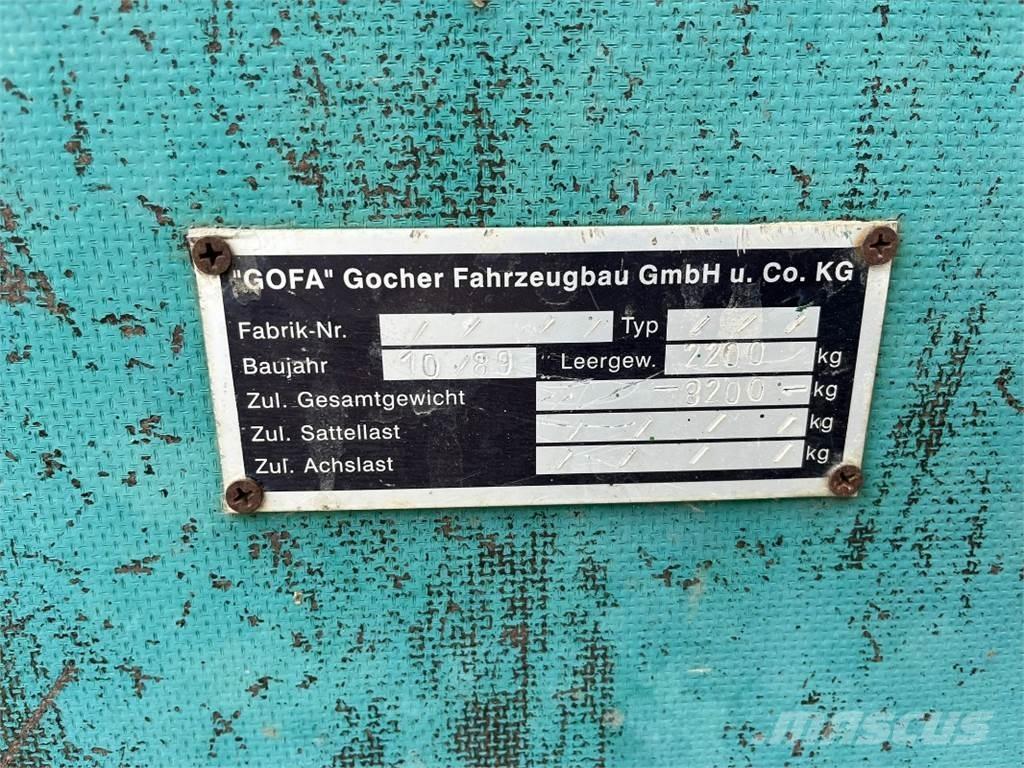 "GOFA" Gocher Fahrzeugbau GmbH u. Co. KG
Fabrik-Nr. / / / / Typ / / /
Baujahr 10/89 Leergew. 2200 kg
Zul. Gesamtgewicht - 8200 - kg
Zul. Sattellast / / / / kg
Zul. Achslast / / / / kg
mascus